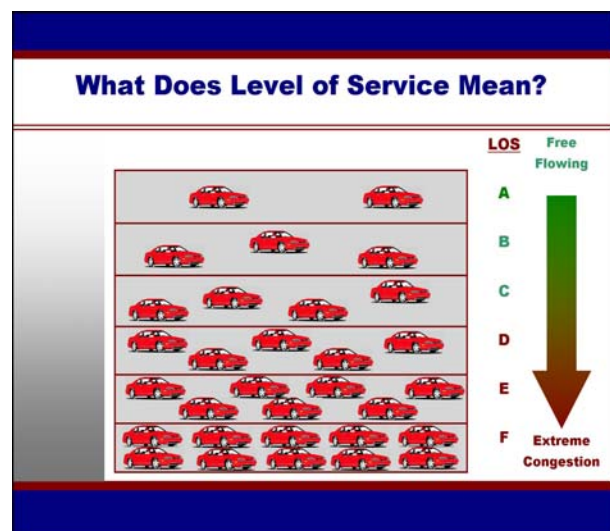 What Does Level of Service Mean?
LOS
Free
Flowing
A
B
C
D
E
F
Extreme
Congestion